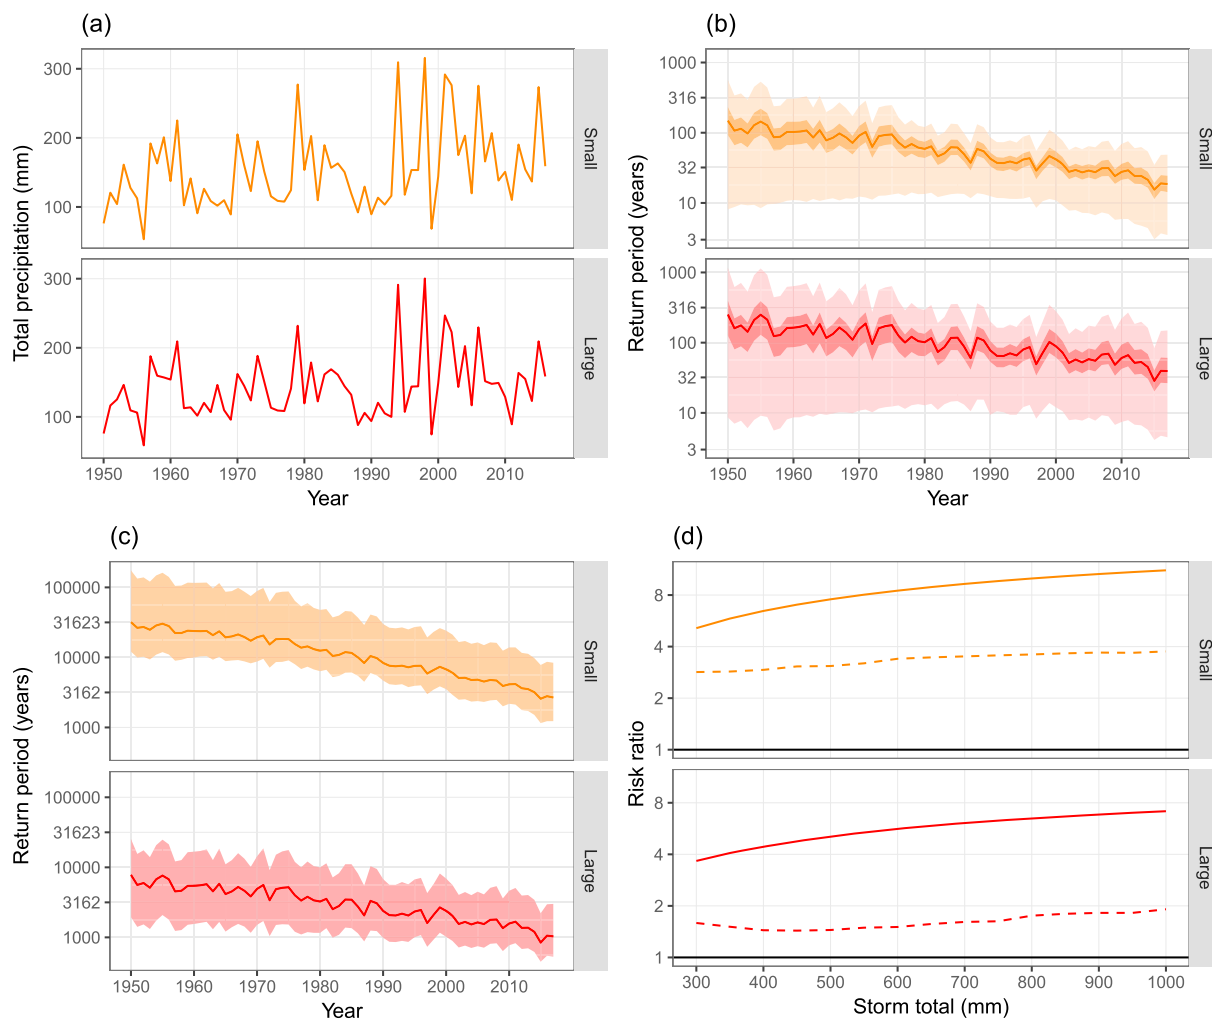 (a)
Total precipitation (mm)
300
200
100
Small
300
200
100
Large
1950 1960 1970 1980 1990 2000 2010
Year
(b)
Return period (years)
1000
316
100
32
10
3
Small
1000
316
100
32
10
3
Large
1950 1960 1970 1980 1990 2000 2010
Year
(c)
Return period (years)
100000
31623
10000
3162
1000
Small
100000
31623
10000
3162
1000
Large
1950 1960 1970 1980 1990 2000 2010
Year
(d)
Risk ratio
8
4
2
1
Small
8
4
2
1
Large
300 400 500 600 700 800 900 1000
Storm total (mm)